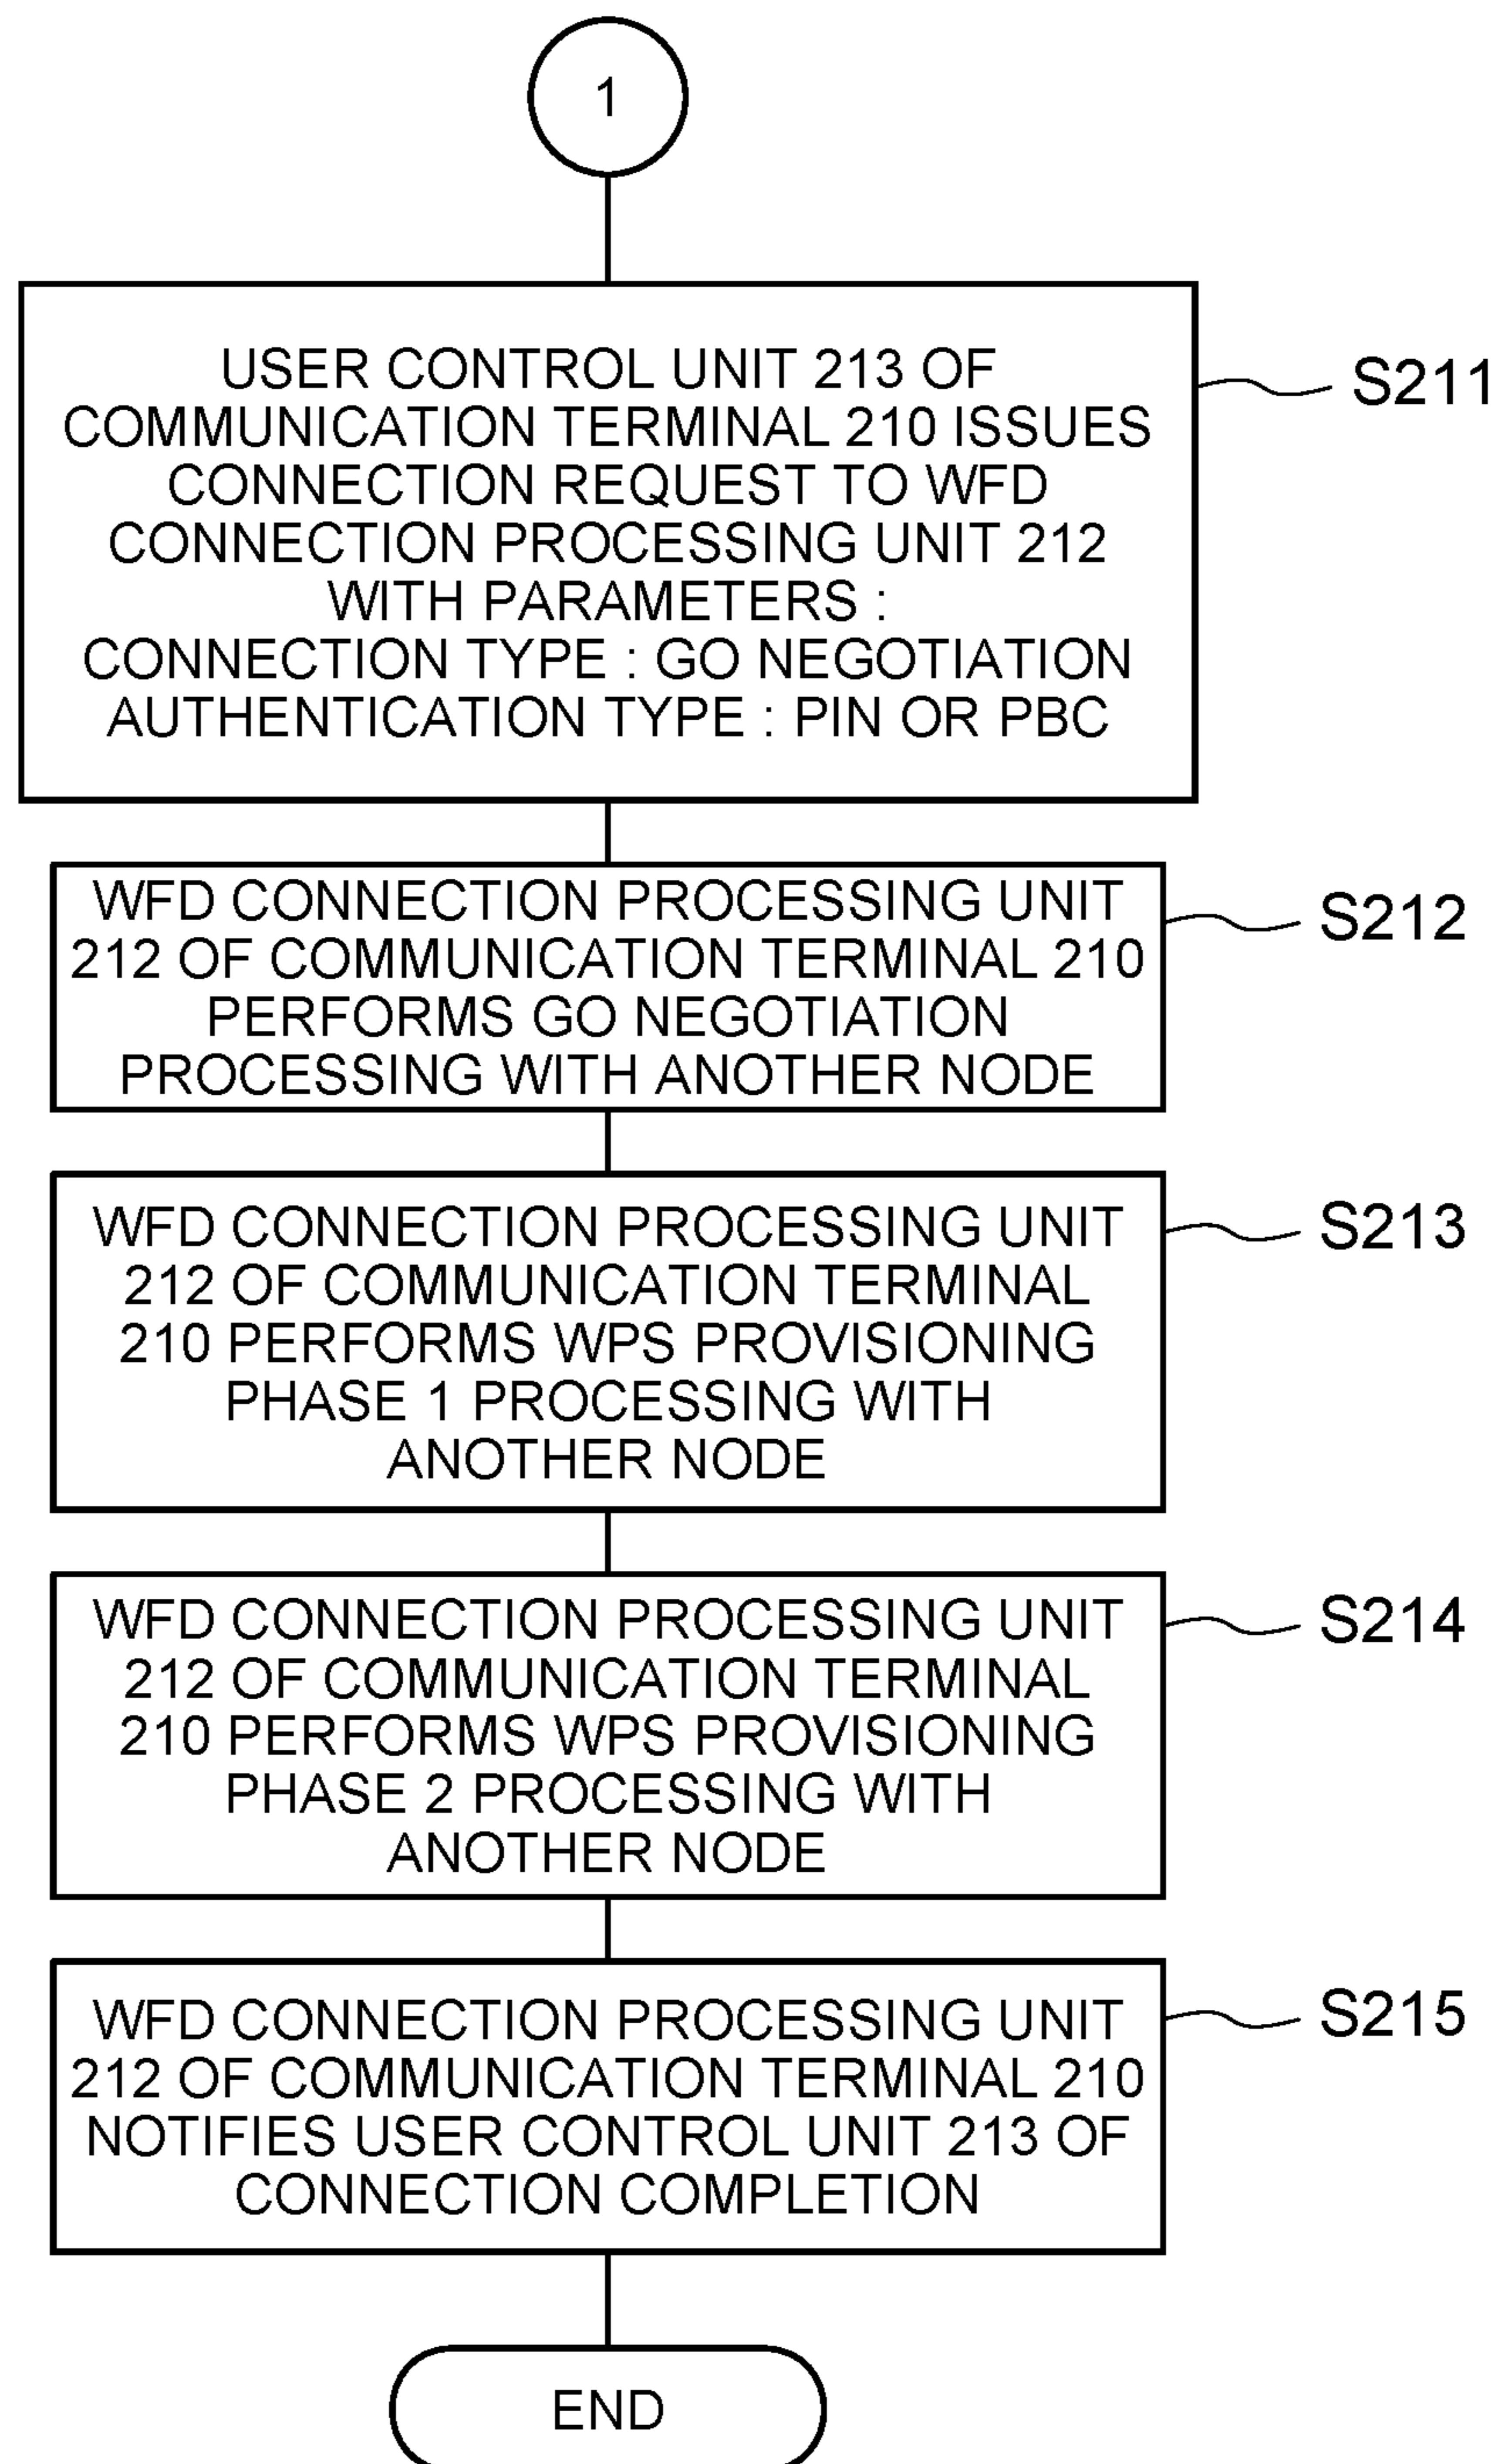 1
USER CONTROL UNIT 213 OF
COMMUNICATION TERMINAL 210 ISSUES
CONNECTION REQUEST TO WFD
CONNECTION PROCESSING UNIT 212
WITH PARAMETERS :
CONNECTION TYPE : GO NEGOTIATION
AUTHENTICATION TYPE : PIN OR PBC
S211
WFD CONNECTION PROCESSING UNIT
212 OF COMMUNICATION TERMINAL 210
PERFORMS GO NEGOTIATION
PROCESSING WITH ANOTHER NODE
S212
WFD CONNECTION PROCESSING UNIT
212 OF COMMUNICATION TERMINAL
210 PERFORMS WPS PROVISIONING
PHASE 1 PROCESSING WITH
ANOTHER NODE
S213
WFD CONNECTION PROCESSING UNIT
212 OF COMMUNICATION TERMINAL
210 PERFORMS WPS PROVISIONING
PHASE 2 PROCESSING WITH
ANOTHER NODE
S214
WFD CONNECTION PROCESSING UNIT
212 OF COMMUNICATION TERMINAL 210
NOTIFIES USER CONTROL UNIT 213 OF
CONNECTION COMPLETION
S215
END